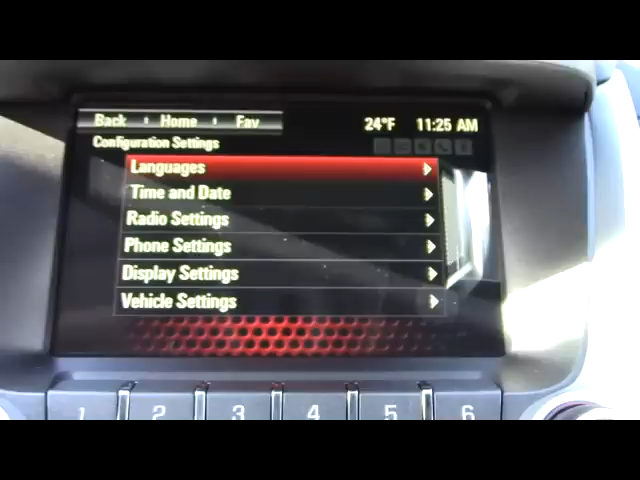 Back Home Fav 24°F 11:25 AM
Configuration Settings
Languages
Time and Date
Radio Settings
Phone Settings
Display Settings
Vehicle Settings
1 2 3 4 5 6